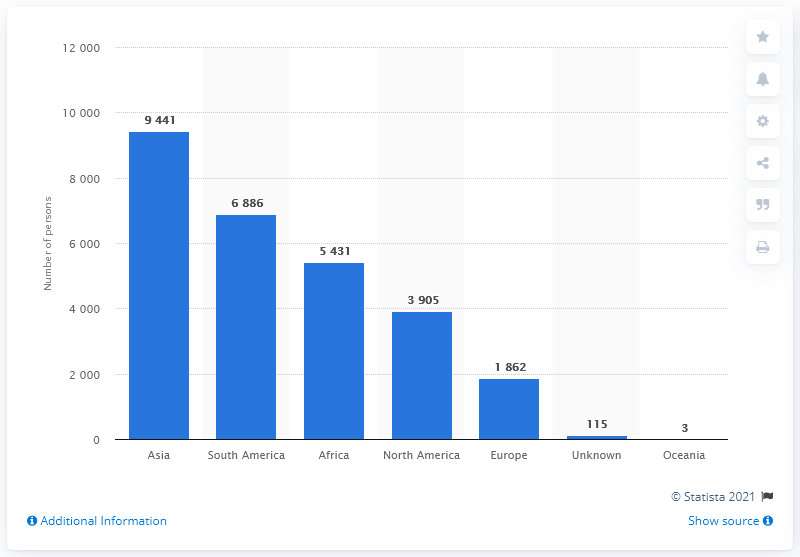 12 000
10 000
8 000
6 000
4 000
2 000
0
Number of persons
9 441
6 886
5 431
3 905
1 862
115
3
Asia
South America
Africa
North America
Europe
Unknown
Oceania
© Statista 2021
Additional Information
Show source